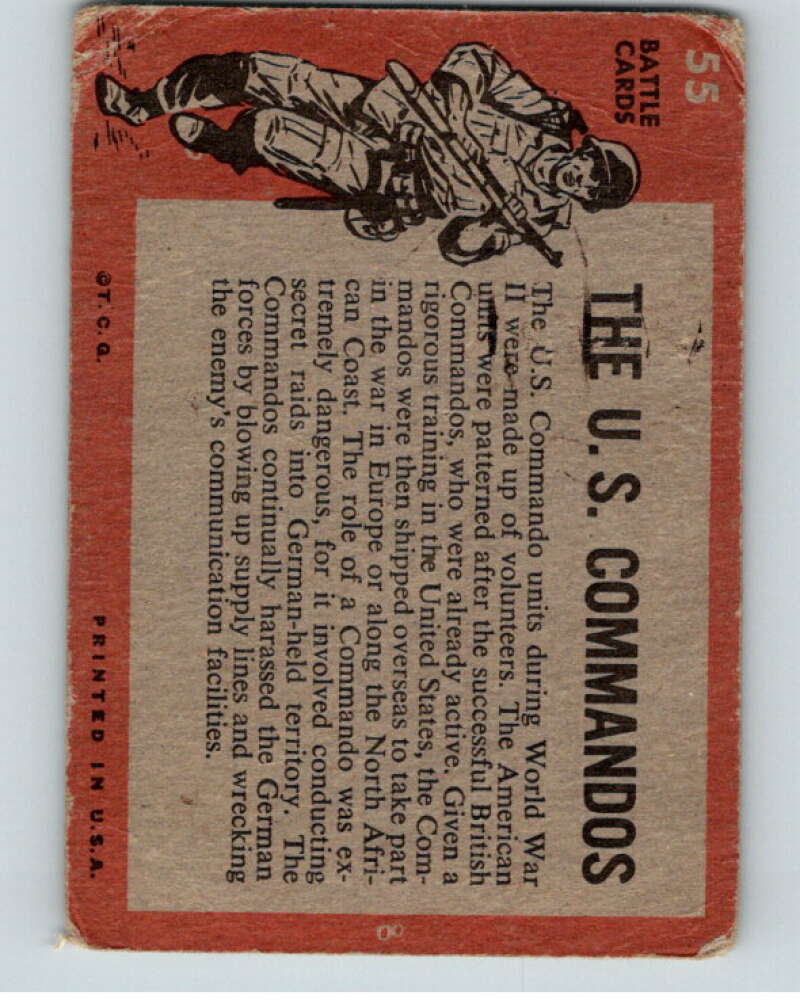 55
BATTLE
CARDS
THE U. S. COMMANDOS
The U.S. Commando units during World War
II were made up of volunteers. The American
units were patterned after the successful British
Commandos, who were already active. Given a
rigorous training in the United States, the Com-
mandos were then shipped overseas to take part
in the war in Europe or along the North Afri-
can Coast. The role of a Commando was ex-
tremely dangerous, for it involved conducting
secret raids into German-held territory. The
Commandos continually harassed the German
forces by blowing up supply lines and wrecking
the enemy's communication facilities.
©T. C. G.
PRINTED IN U.S.A.